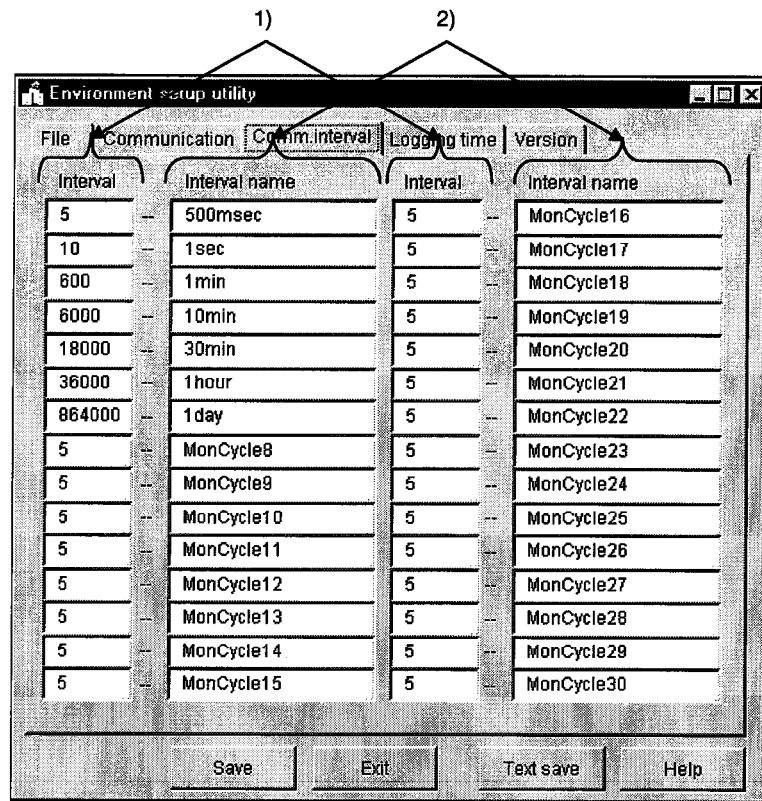 1) 2)
Environment setup utility
File Communication Comm.interval Logging time Version
Interval Interval name Interval Interval name
5 -- 500msec 5 -- MonCycle16
10 -- 1sec 5 -- MonCycle17
600 -- 1min 5 -- MonCycle18
6000 -- 10min 5 -- MonCycle19
18000 -- 30min 5 -- MonCycle20
36000 -- 1hour 5 -- MonCycle21
864000 -- 1day 5 -- MonCycle22
5 -- MonCycle8 5 -- MonCycle23
5 -- MonCycle9 5 -- MonCycle24
5 -- MonCycle10 5 -- MonCycle25
5 -- MonCycle11 5 -- MonCycle26
5 -- MonCycle12 5 -- MonCycle27
5 -- MonCycle13 5 -- MonCycle28
5 -- MonCycle14 5 -- MonCycle29
5 -- MonCycle15 5 -- MonCycle30
Save Exit Text save Help